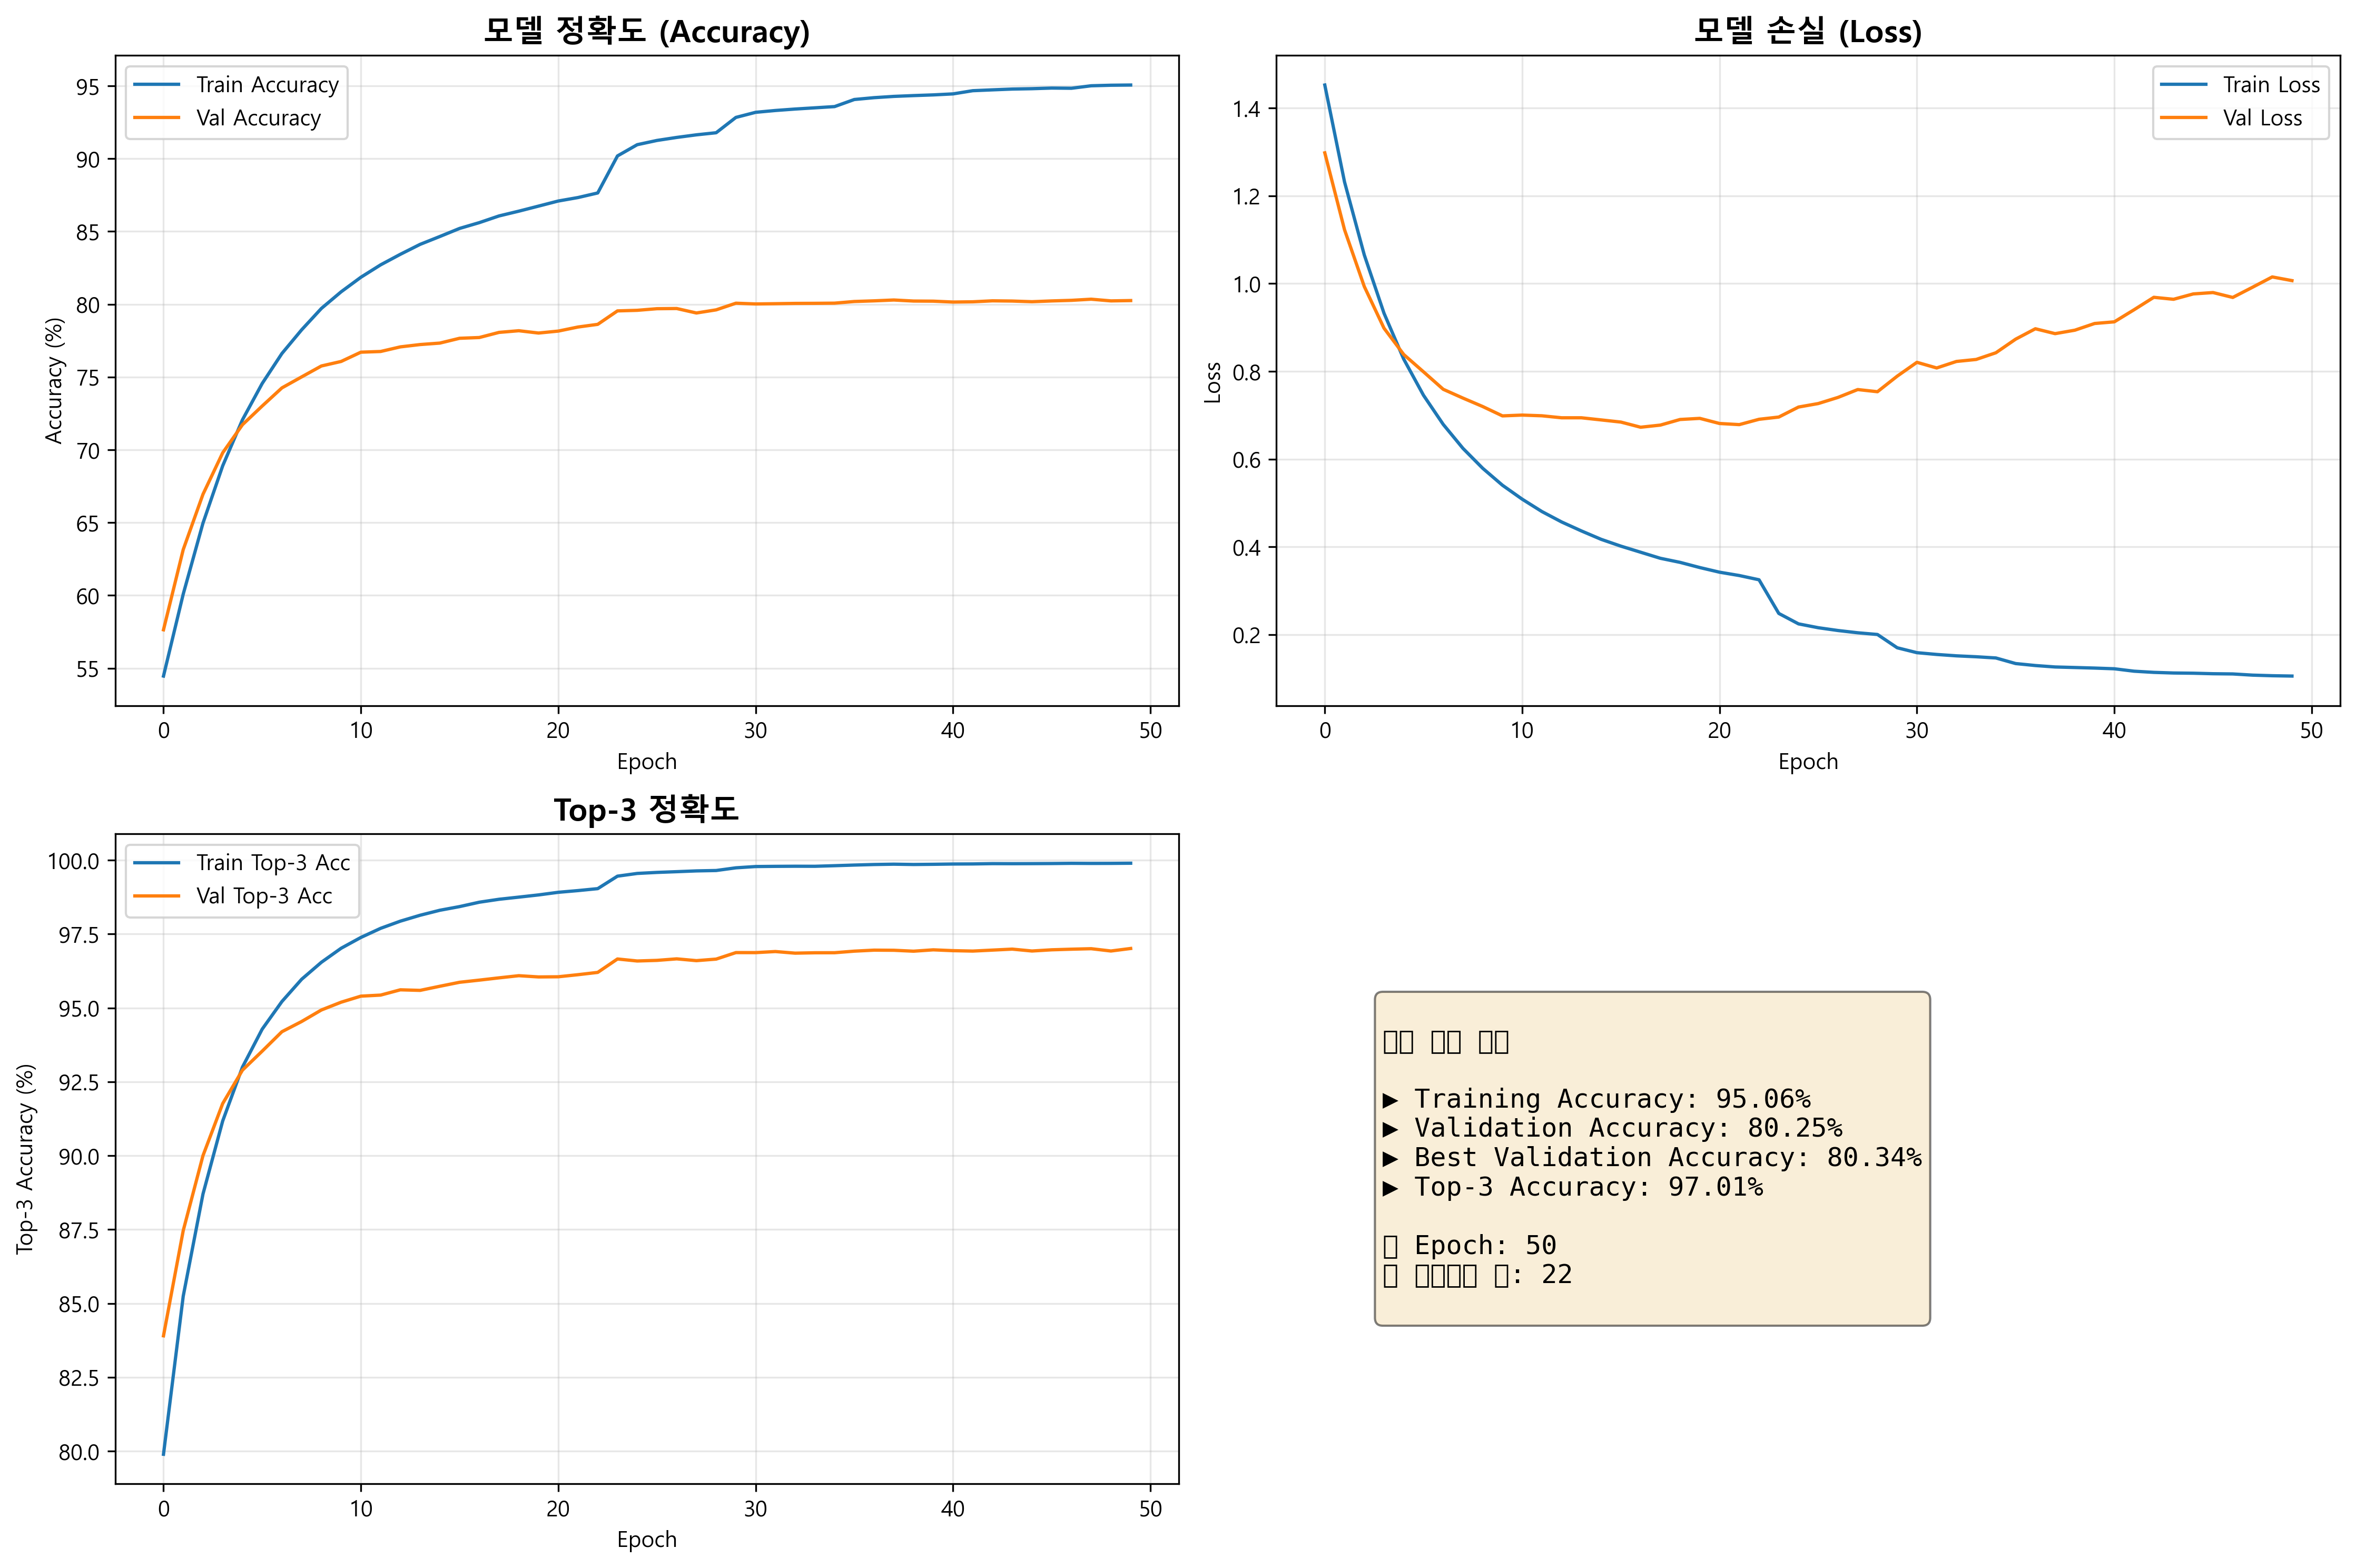 모델 정확도 (Accuracy)
Train Accuracy
Val Accuracy
Accuracy (%)
95
90
85
80
75
70
65
60
55
0 10 20 30 40 50
Epoch
모델 손실 (Loss)
Train Loss
Val Loss
Loss
1.4
1.2
1.0
0.8
0.6
0.4
0.2
0 10 20 30 40 50
Epoch
Top-3 정확도
Train Top-3 Acc
Val Top-3 Acc
Top-3 Accuracy (%)
100.0
97.5
95.0
92.5
90.0
87.5
85.0
82.5
80.0
0 10 20 30 40 50
Epoch
▶ Training Accuracy: 95.06%
▶ Validation Accuracy: 80.25%
▶ Best Validation Accuracy: 80.34%
▶ Top-3 Accuracy: 97.01%
Epoch: 50
: 22